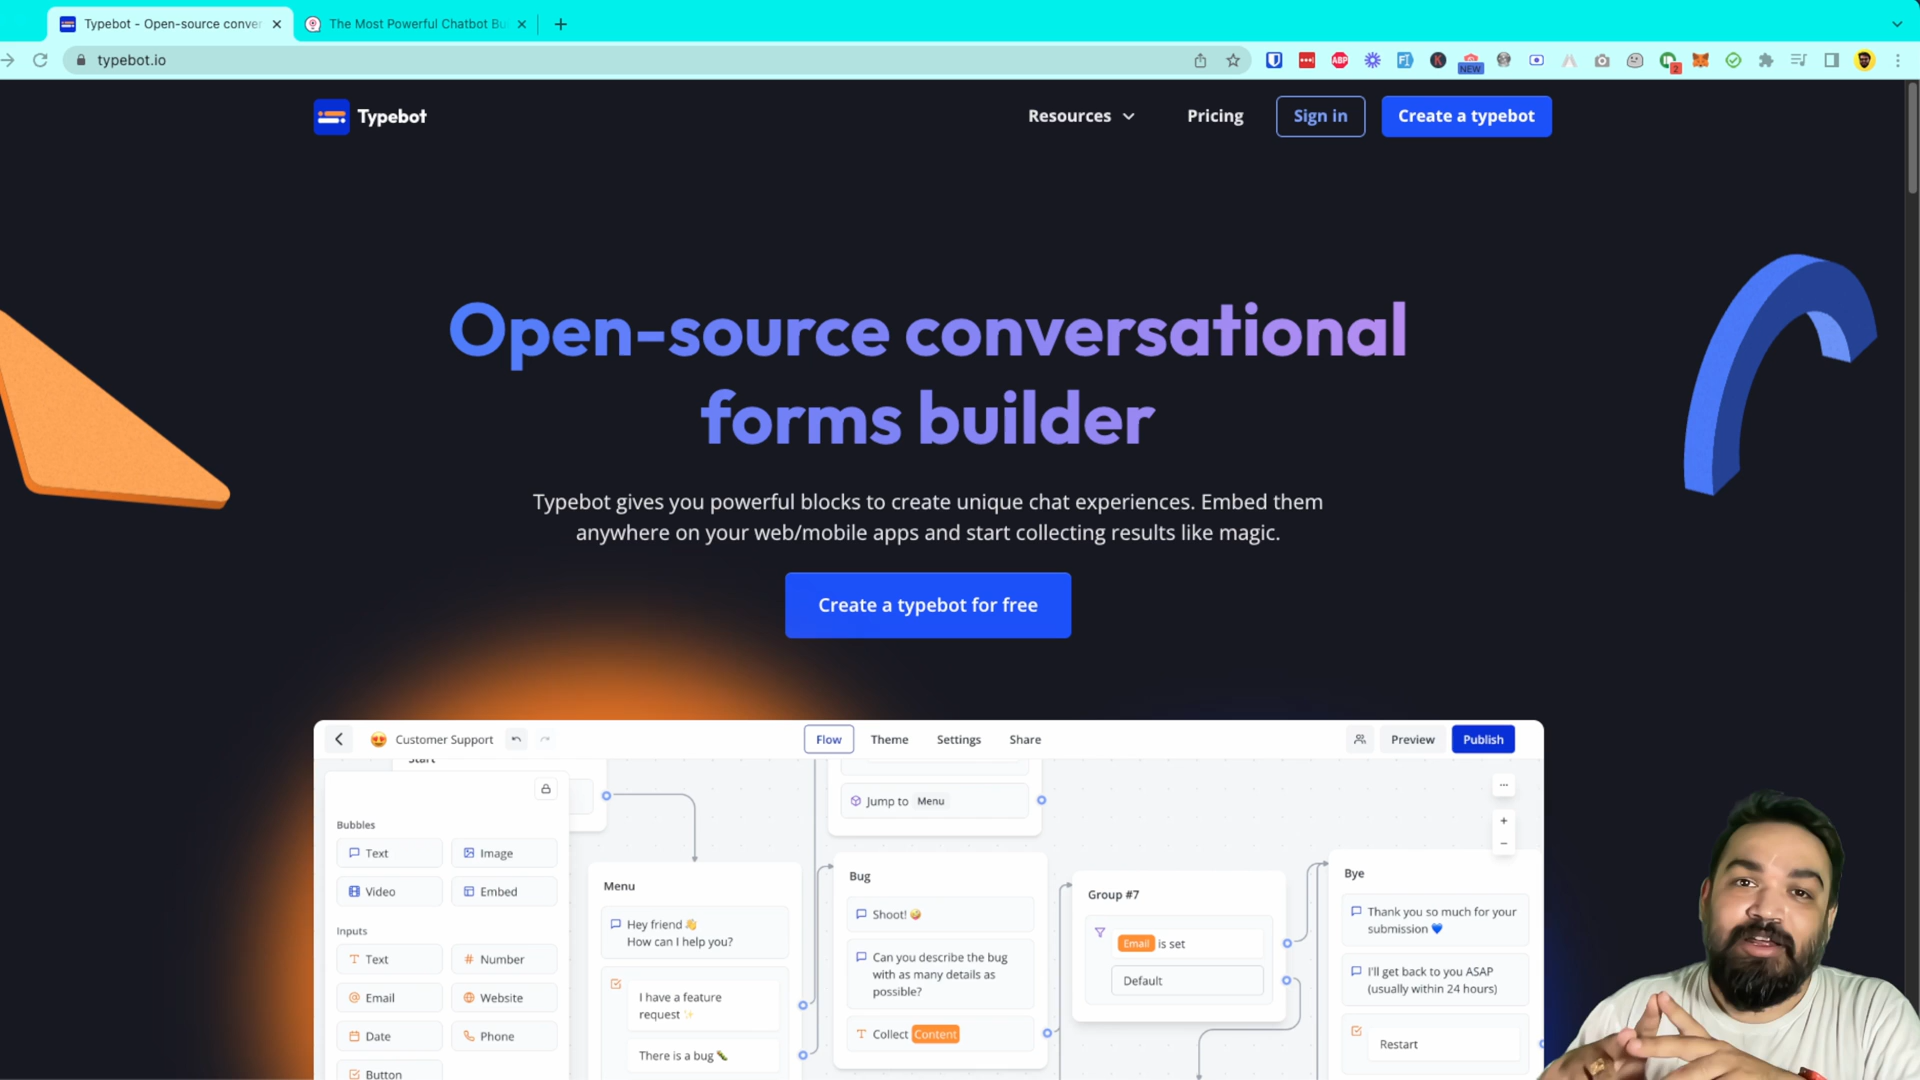 Typebot - Open-source conver
The Most Powerful Chatbot Bu
typebot.io
ABP
NEW
2
Typebot
Resources
Pricing
Sign in
Create a typebot
Open-source conversational
forms builder
Typebot gives you powerful blocks to create unique chat experiences. Embed them
anywhere on your web/mobile apps and start collecting results like magic.
Create a typebot for free
Customer Support
Flow
Theme
Settings
Share
Preview
Publish
Start
Bubbles
Text
Image
Video
Embed
Inputs
Text
Number
Email
Website
Date
Phone
Button
Menu
Hey friend 👋
How can I help you?
I have a feature
request ✨
There is a bug 🐛
Jump to Menu
Bug
Shoot! 🤪
Can you describe the bug
with as many details as
possible?
Collect Content
Group #7
Email is set
Default
Bye
Thank you so much for your
submission 💙
I'll get back to you ASAP
(usually within 24 hours)
Restart